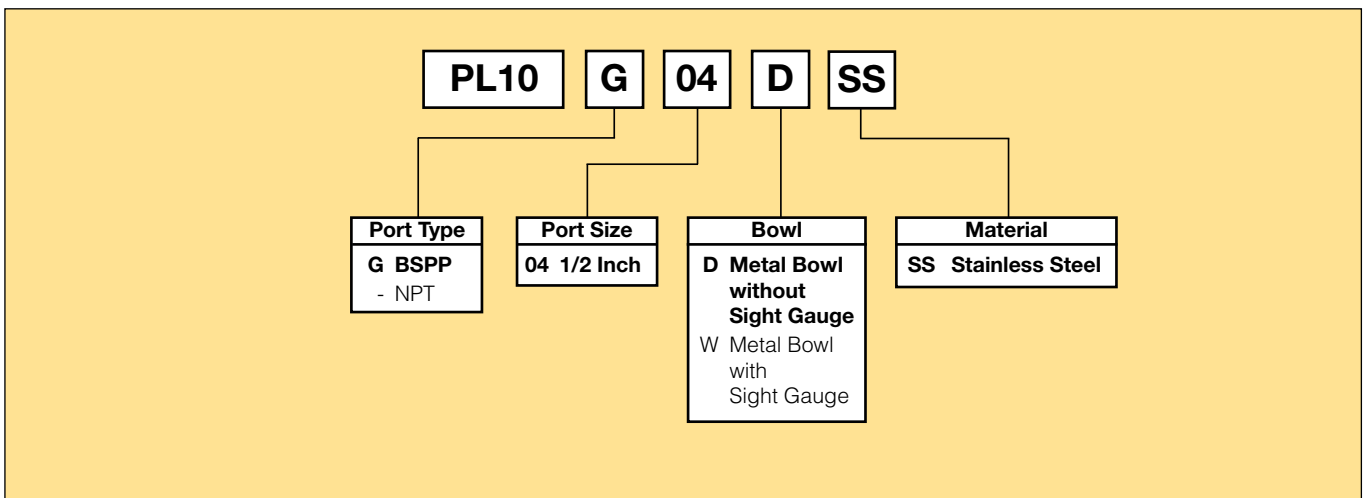 PL10 G 04 D SS
Port Type
G BSPP
- NPT
Port Size
04 1/2 Inch
Bowl
D Metal Bowl
without
Sight Gauge
W Metal Bowl
with
Sight Gauge
Material
SS Stainless Steel